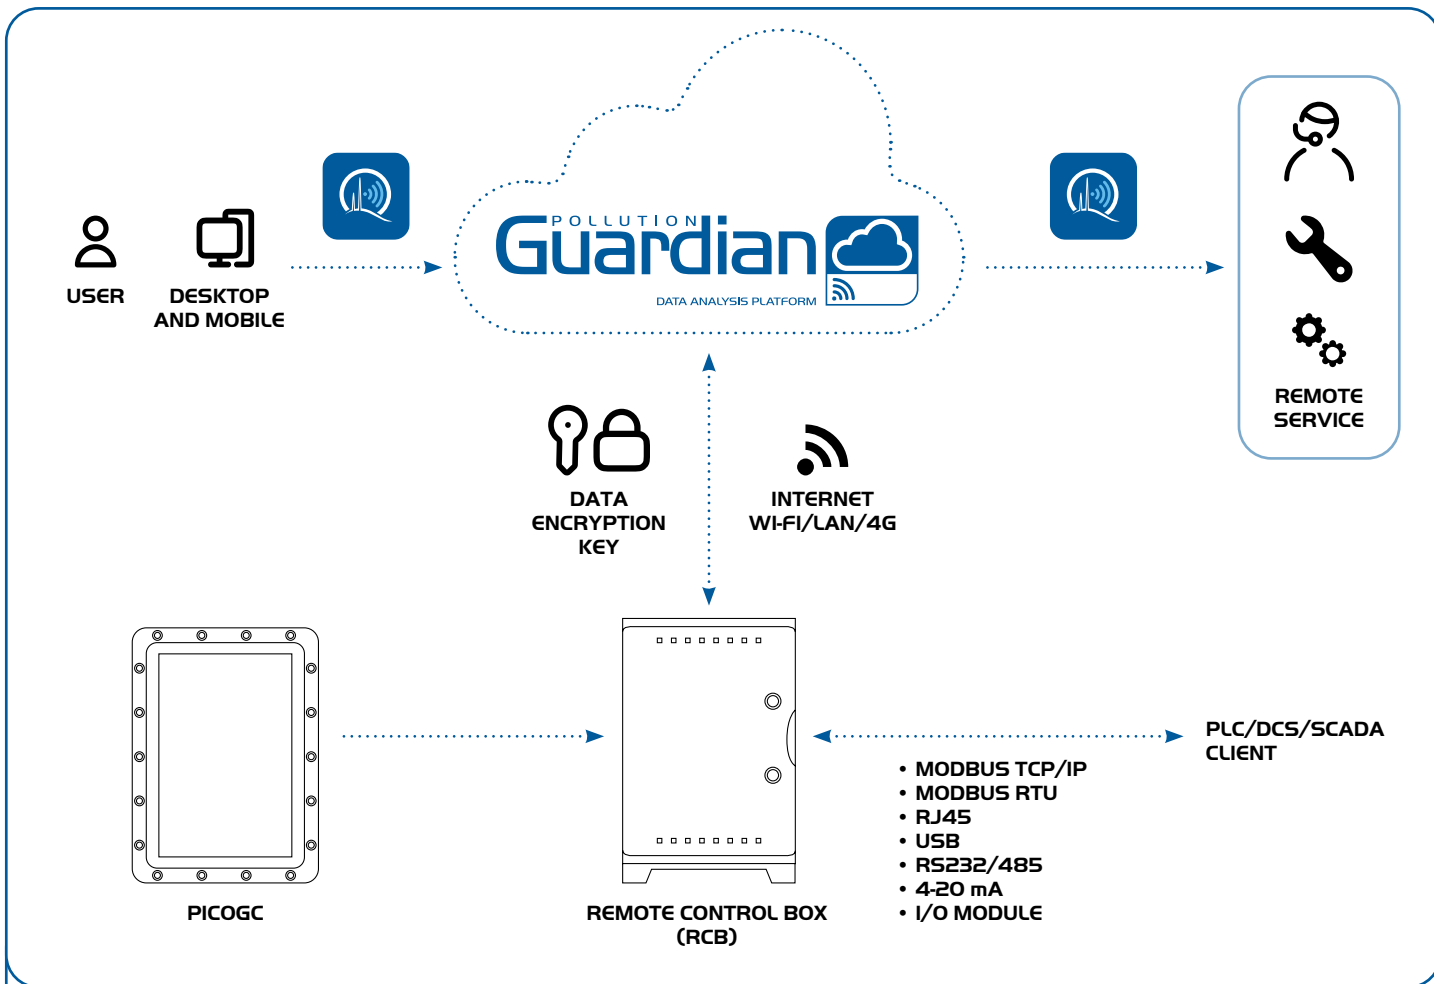 POLLUTION
Guardian
DATA ANALYSIS PLATFORM
USER
DESKTOP
AND MOBILE
REMOTE
SERVICE
DATA
ENCRYPTION
KEY
INTERNET
WI-FI/LAN/4G
PLC/DCS/SCADA
CLIENT
• MODBUS TCP/IP
• MODBUS RTU
• RJ45
• USB
• RS232/485
• 4-20 mA
• I/O MODULE
PICOGC
REMOTE CONTROL BOX
(RCB)